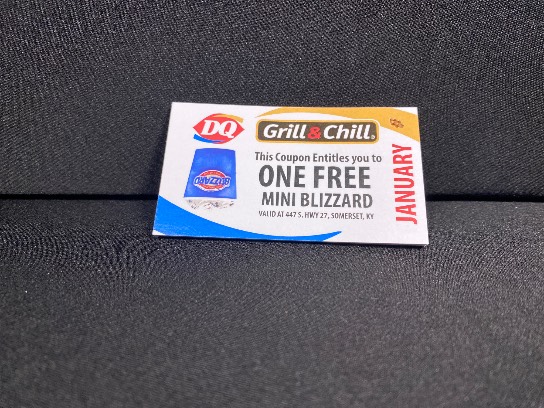 DQ
Grill & Chill
This Coupon Entitles you to
ONE FREE
MINI BLIZZARD
VALID AT 447 S. HWY 27, SOMERSET, KY
JANUARY
BLIZZARD